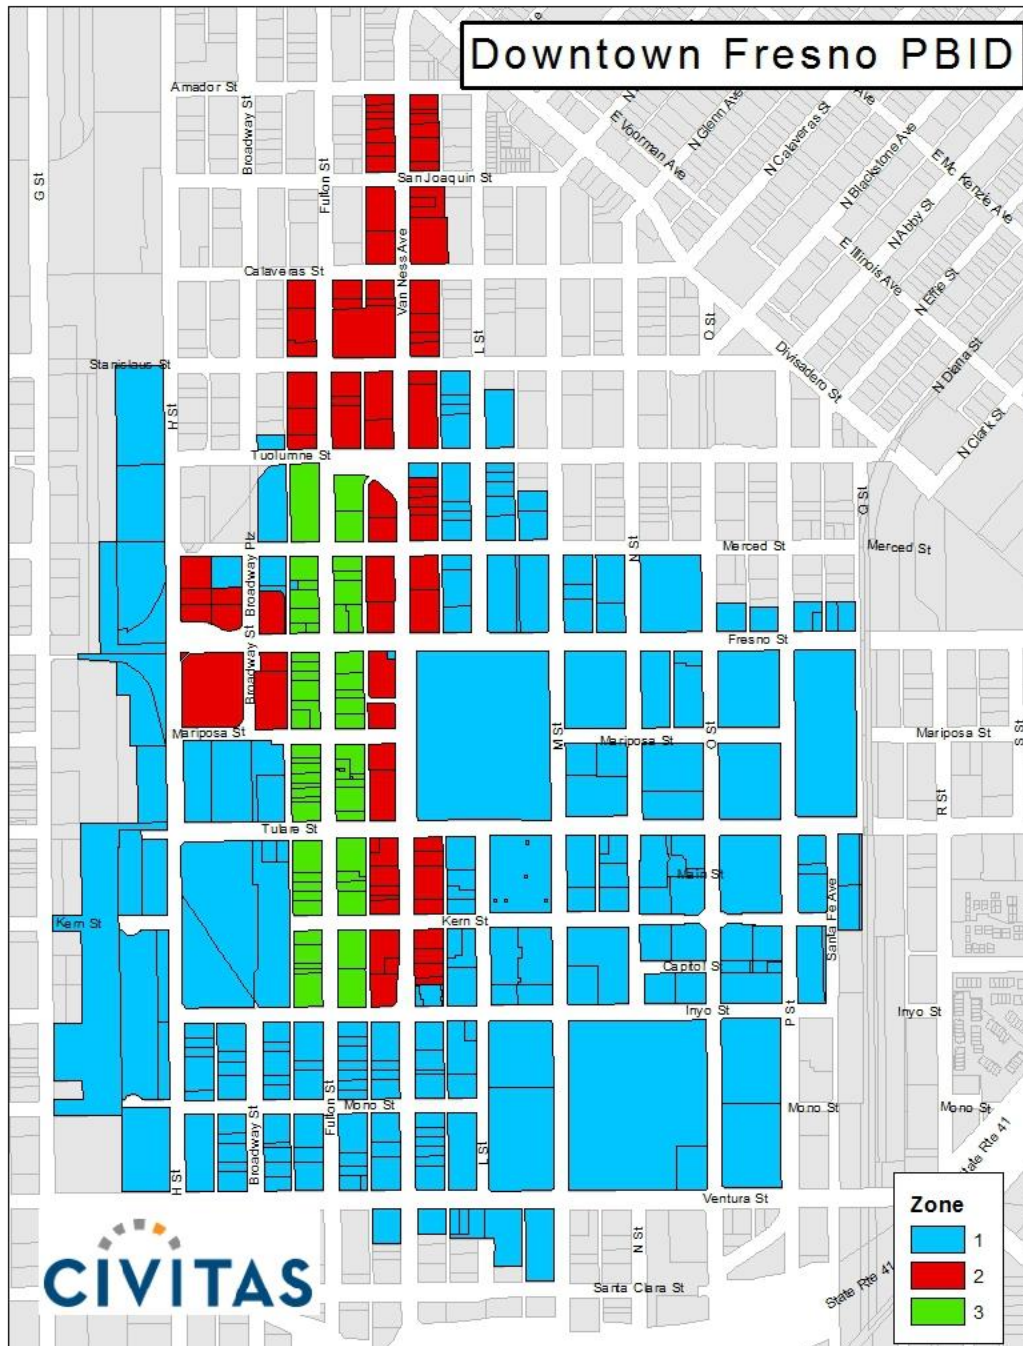 Downtown Fresno PBID
Amador St
Broadway St
Fulton St
G St
San Joaquin St
Van Ness Ave
Calaveras St
E Voorman Ave
N Glenn Ave
N Calaveras St
Ave
N Blackstone Ave
E Mc Kenzie Ave
N Abby St
E Illinois Ave
N Effie St
N Diana St
N Clark St
Divisadero St
O St
L St
Stanislaus St
H St
Tuolumne St
Q St
Broadway Plz
N St
Merced St
Merced St
Fresno St
Broadway St
Mariposa St
M St
Mariposa St
O St
Mariposa St
S St
R St
Tulare St
Main St
Kern St
Kern St
Santa Fe Ave
Capitol S
Inyo St
P St
Inyo St
Fulton St
Mono St
Mono St
Mono St
State Rte 41
Broadway St
H St
L St
Ventura St
N St
Santa Clara St
State Rte 41
Zone
1
2
3
CIVITAS